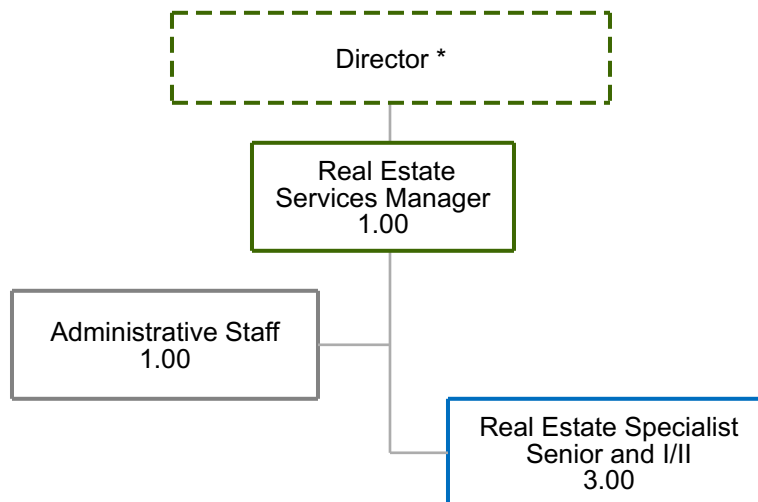 Director *
Real Estate
Services Manager
1.00
Administrative Staff
1.00
Real Estate Specialist
Senior and I/II
3.00